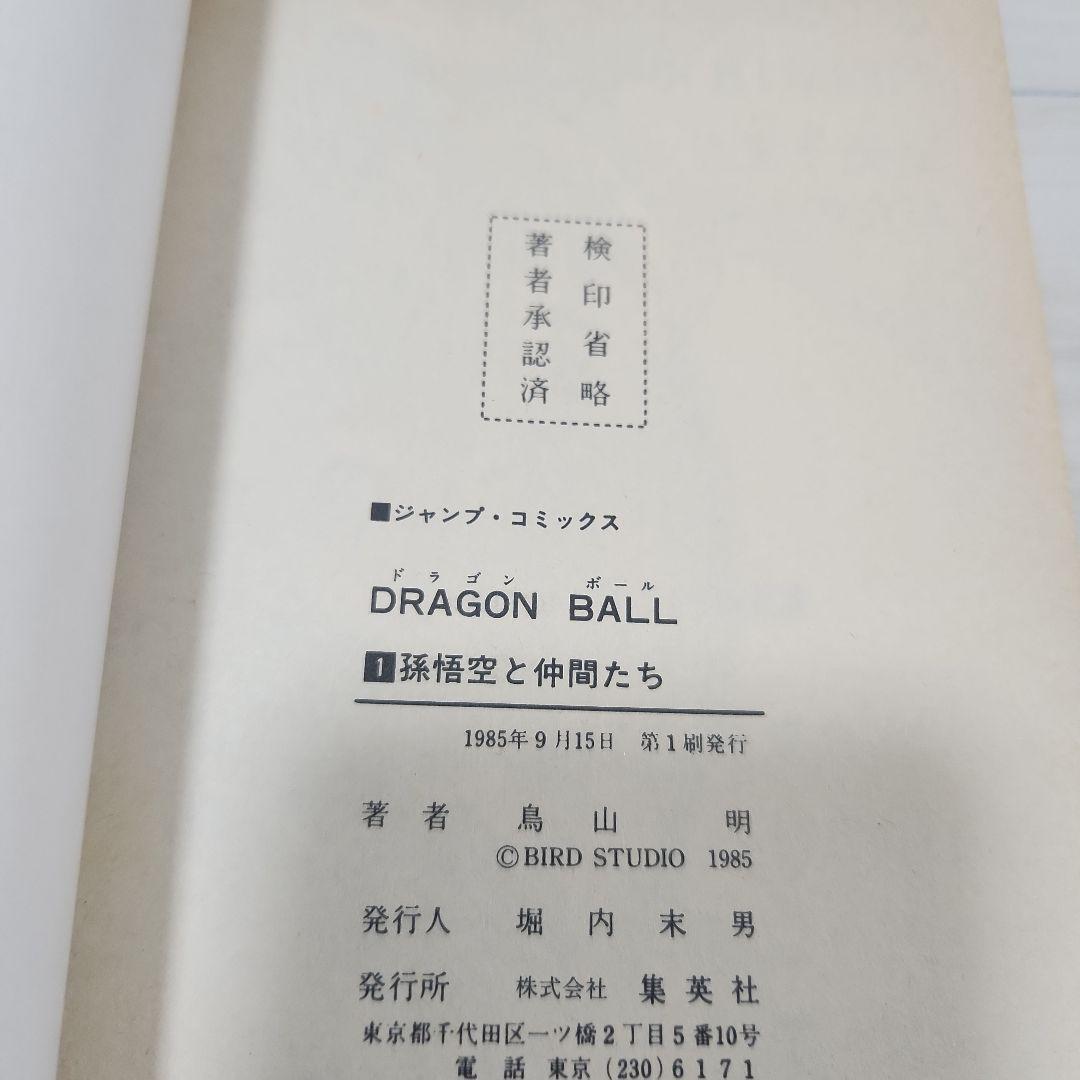 検印省略
著者承認済
■ジャンプ・コミックス
ドラゴン ボール
DRAGON BALL
1孫悟空と仲間たち
1985年9月15日 第1刷発行
著者 鳥山 明
©BIRD STUDIO 1985
発行人 堀内末男
発行所 株式会社 集英社
東京都千代田区一ツ橋2丁目5番10号
電話 東京(230)6171